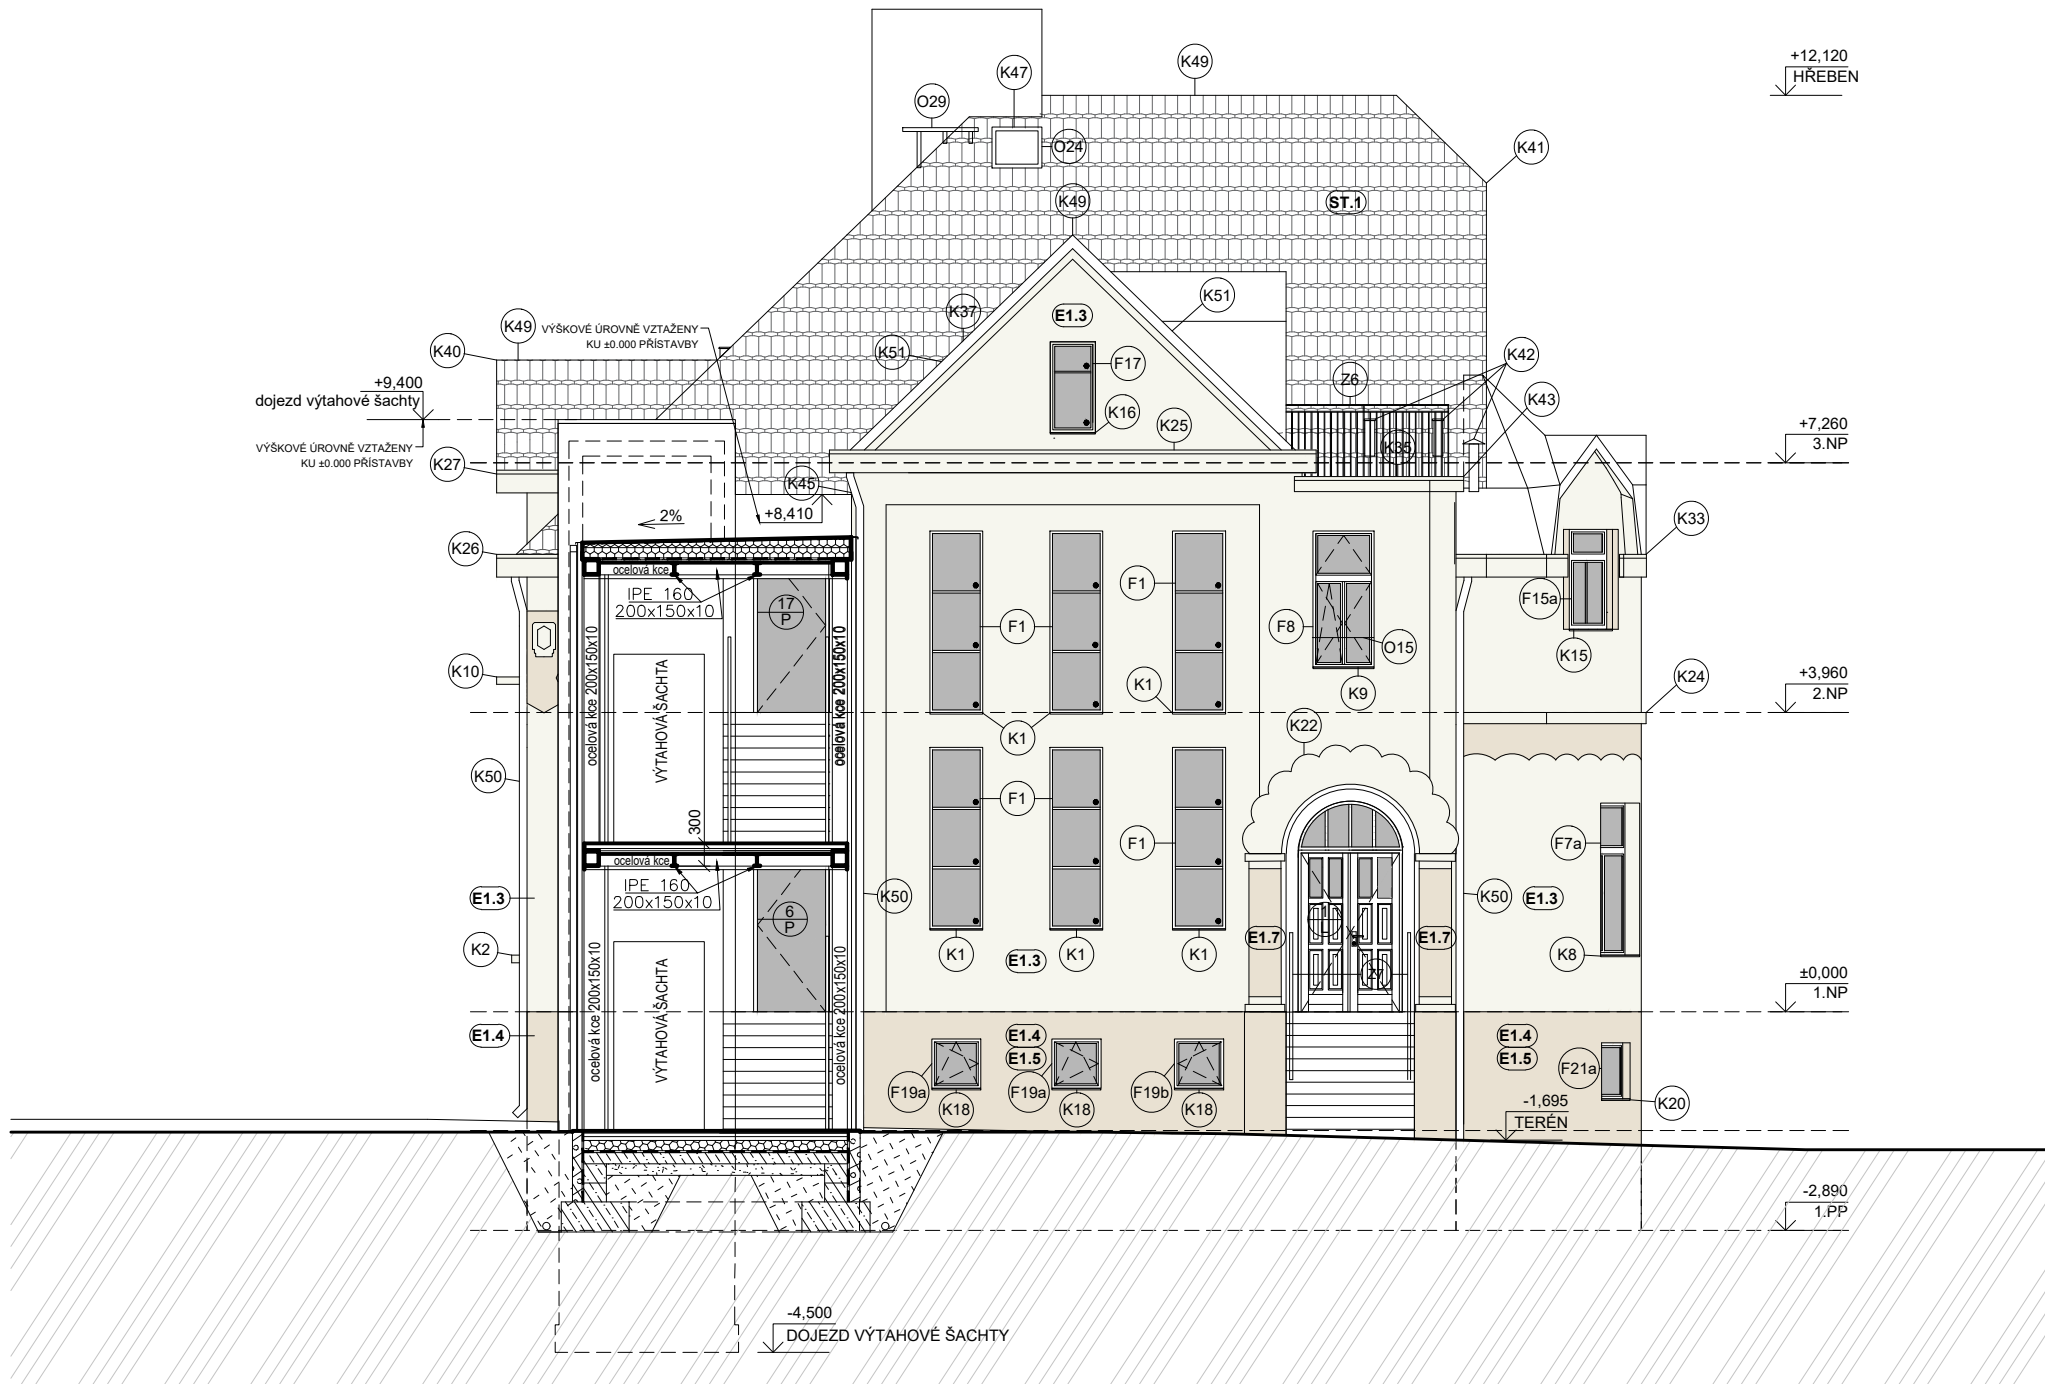 K49
+12,120
HŘEBEN
K47
O29
O24
K41
K49
ST.1
K51
K37
E1.3
K49
VÝŠKOVÉ ÚROVNĚ VZTAŽENY
KU ±0.000 PŘÍSTAVBY
K40
K51
K42
F17
Z6
+9,400
dojezd výtahové šachty
K16
K43
K25
K35
+7,260
3.NP
VÝŠKOVÉ ÚROVNĚ VZTAŽENY
KU ±0.000 PŘÍSTAVBY
K27
K45
+8,410
2%
K33
K26
ocelová kce
IPE 160
200x150x10
17
P
F1
F1
F8
O15
F15a
K15
K10
ocelová kce 200x150x10
VÝTAHOVÁ ŠACHTA
ocelová kce 200x150x10
K1
K9
K24
+3,960
2.NP
K1
K22
K50
F1
300
F1
F7a
ocelová kce
IPE 160
200x150x10
6
P
E1.3
K50
K50
E1.3
1
E1.7
E1.7
K2
ocelová kce 200x150x10
VÝTAHOVÁ ŠACHTA
ocelová kce 200x150x10
K1
E1.3
K1
K1
K8
Z7
±0,000
1.NP
E1.4
E1.4
E1.5
E1.4
E1.5
F19a
F19a
F19b
F21a
K18
K18
K18
K20
-1,695
TERÉN
-2,890
1.PP
-4,500
DOJEZD VÝTAHOVÉ ŠACHTY